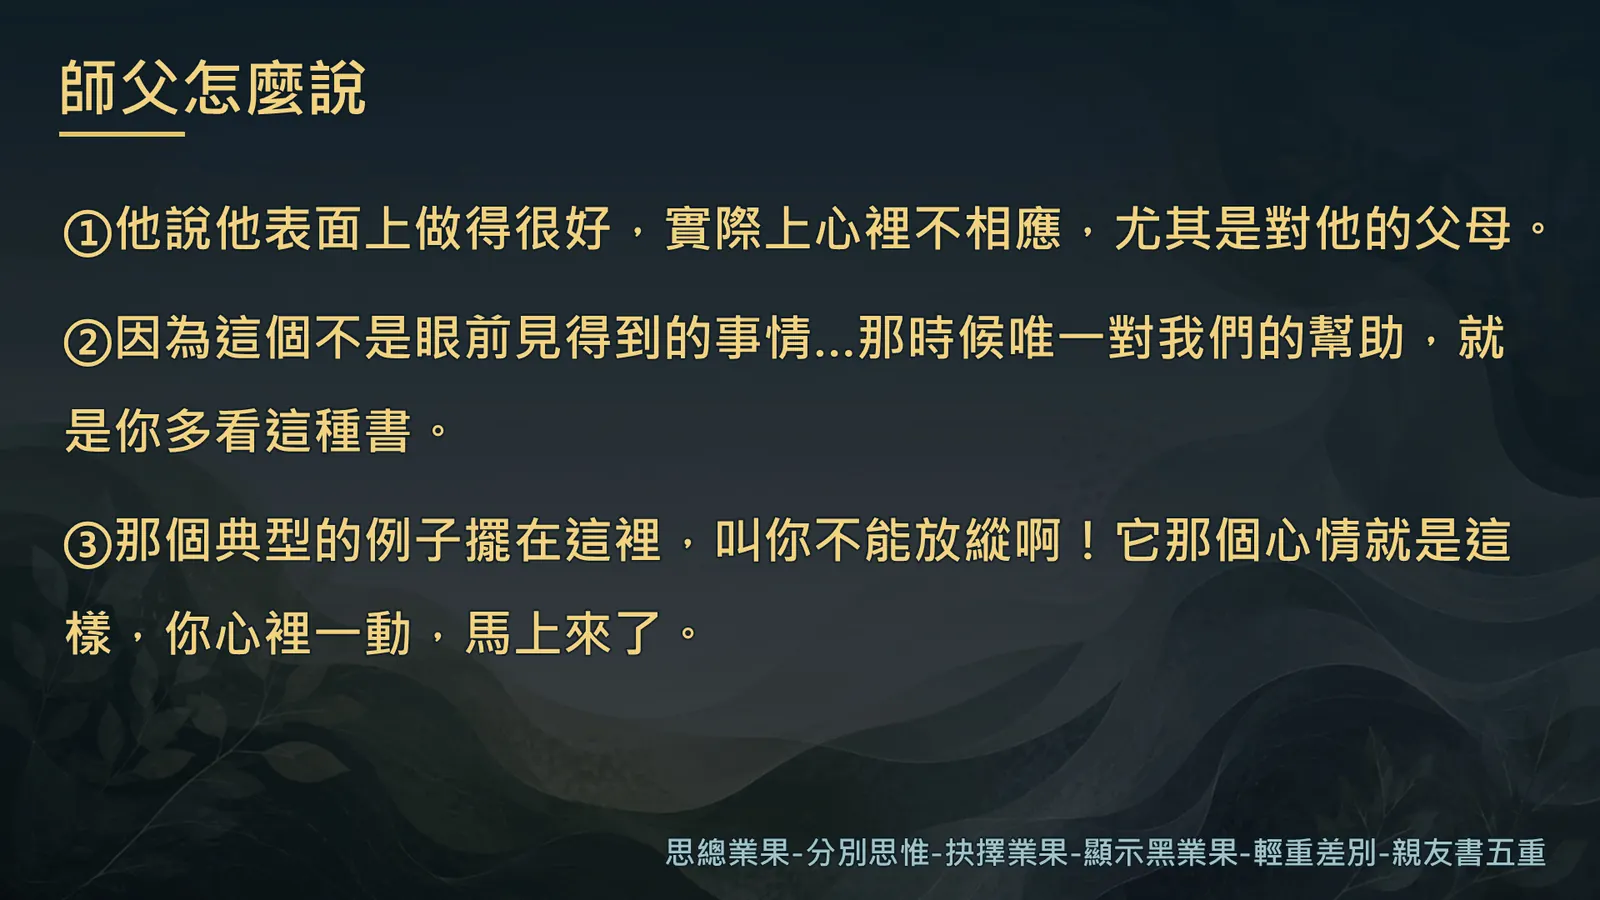 師父怎麼說
①他說他表面上做得很好，實際上心裡不相應，尤其是對他的父母。
②因為這個不是眼前見得到的事情...那時候唯一對我們的幫助，就
是你多看這種書。
③那個典型的例子擺在這裡，叫你不能放縱啊！它那個心情就是這
樣，你心裡一動，馬上來了。
思總業果-分別思惟-抉擇業果-顯示黑業果-輕重差別-親友書五重